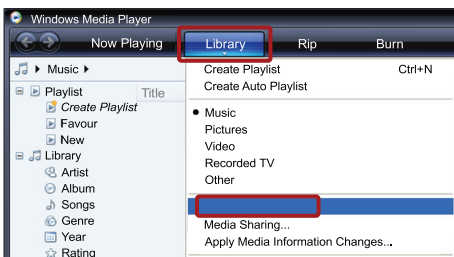 Windows Media Player
Now Playing Library Rip Burn
Music
Playlist Title
Create Playlist
Favour
New
Library
Artist
Album
Songs
Genre
Year
Rating
Create Playlist Ctrl+N
Create Auto Playlist
Music
Pictures
Video
Recorded TV
Other
Media Sharing...
Apply Media Information Changes...